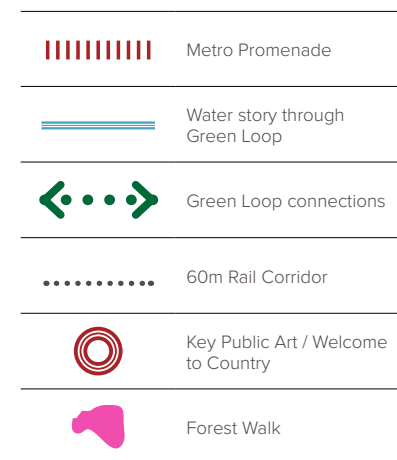 Metro Promenade
Water story through
Green Loop
Green Loop connections
60m Rail Corridor
Key Public Art / Welcome
to Country
Forest Walk